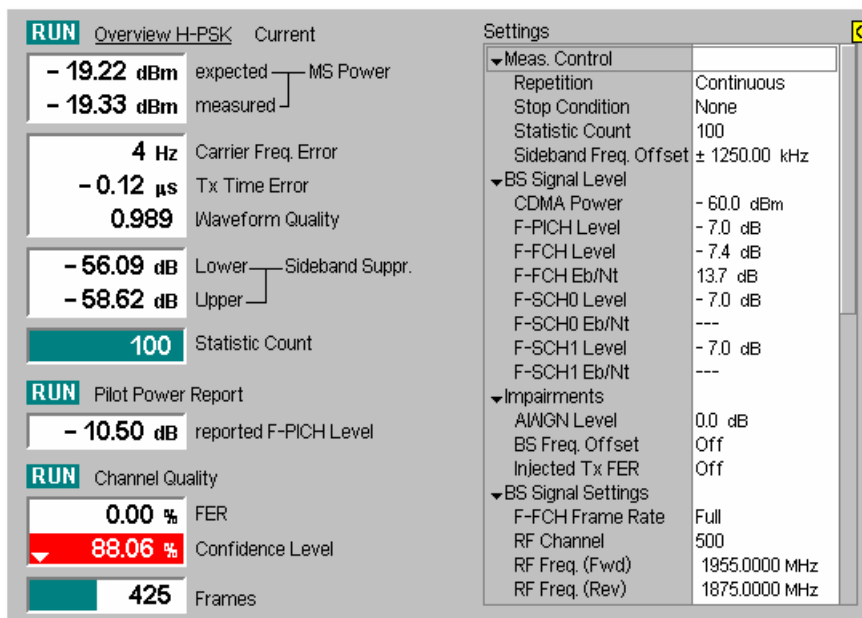 RUN Overview H-PSK Current
- 19.22 dBm expected MS Power
- 19.33 dBm measured
4 Hz Carrier Freq. Error
- 0.12 µs Tx Time Error
0.989 Waveform Quality
- 56.09 dB Lower Sideband Suppr.
- 58.62 dB Upper
100 Statistic Count
RUN Pilot Power Report
- 10.50 dB reported F-PICH Level
RUN Channel Quality
0.00 % FER
88.06 % Confidence Level
425 Frames
Settings
Meas. Control
Repetition Continuous
Stop Condition None
Statistic Count 100
Sideband Freq. Offset ± 1250.00 kHz
BS Signal Level
CDMA Power - 60.0 dBm
F-PICH Level - 7.0 dB
F-FCH Level - 7.4 dB
F-FCH Eb/Nt 13.7 dB
F-SCH0 Level - 7.0 dB
F-SCH0 Eb/Nt ---
F-SCH1 Level - 7.0 dB
F-SCH1 Eb/Nt ---
Impairments
AWGN Level 0.0 dB
BS Freq. Offset Off
Injected Tx FER Off
BS Signal Settings
F-FCH Frame Rate Full
RF Channel 500
RF Freq. (Fwd) 1955.0000 MHz
RF Freq. (Rev) 1875.0000 MHz